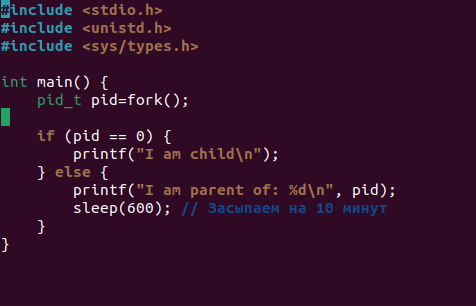 #include <stdio.h>
#include <unistd.h>
#include <sys/types.h>
int main() {
pid_t pid=fork();
if (pid == 0) {
printf("I am child\n");
} else {
printf("I am parent of: %d\n", pid);
sleep(600); // Засыпаем на 10 минут
}
}